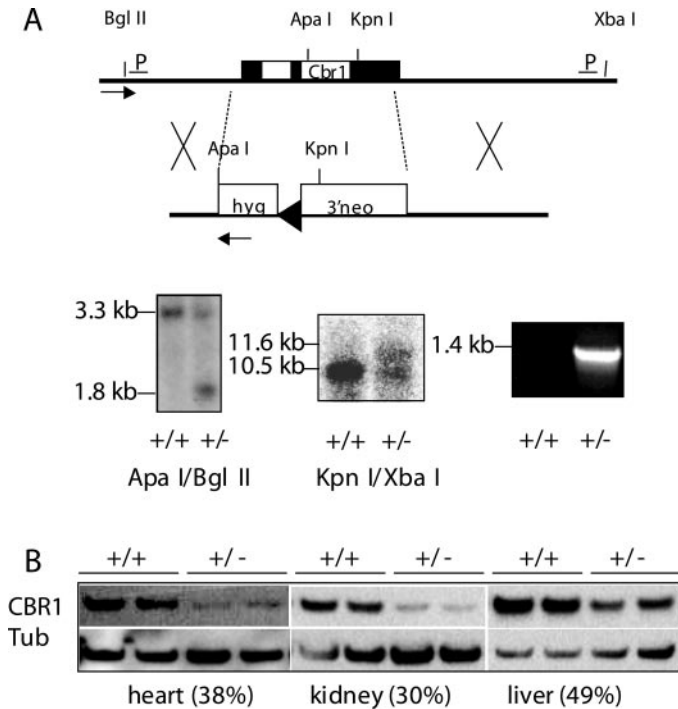 A
Bgl II
Apa I
Kpn I
Xba I
P
P
Cbr1
Apa I
Kpn I
hyg
3'neo
3.3 kb
1.8 kb
11.6 kb
10.5 kb
1.4 kb
+/+ +/-
+/+ +/-
+/+ +/-
Apa I/Bgl II
Kpn I/Xba I
B
+/+ +/- +/+ +/- +/+ +/-
CBR1
Tub
heart (38%) kidney (30%) liver (49%)